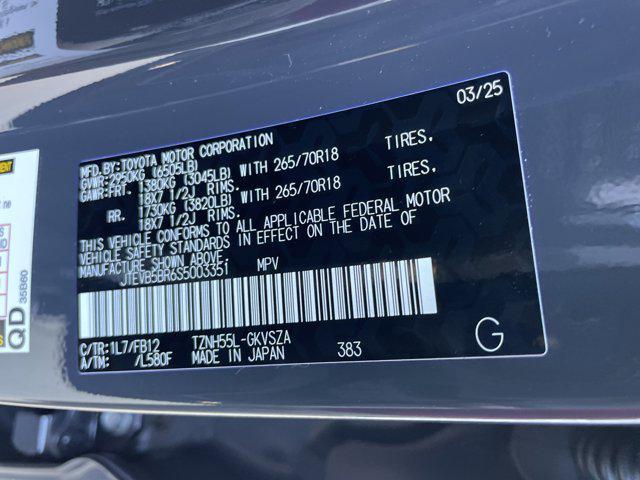 03/25
MFD.BY:TOYOTA MOTOR CORPORATION
GVWR:2950KG (6505LB)
GAWR:FRT. 1380KG (3045LB) WITH 265/70R18 TIRES.
18X7 1/2J RIMS.
RR. 1730KG (3820LB) WITH 265/70R18 TIRES.
18X7 1/2J RIMS.
THIS VEHICLE CONFORMS TO ALL APPLICABLE FEDERAL MOTOR
VEHICLE SAFETY STANDARDS IN EFFECT ON THE DATE OF
MANUFACTURE SHOWN ABOVE.
JTEVB5BR6S5003351 MPV
C/TR:1L7/FB12 TZNH55L-GKVSZA
A/TM: /L580F MADE IN JAPAN 383
G
QD
35B60